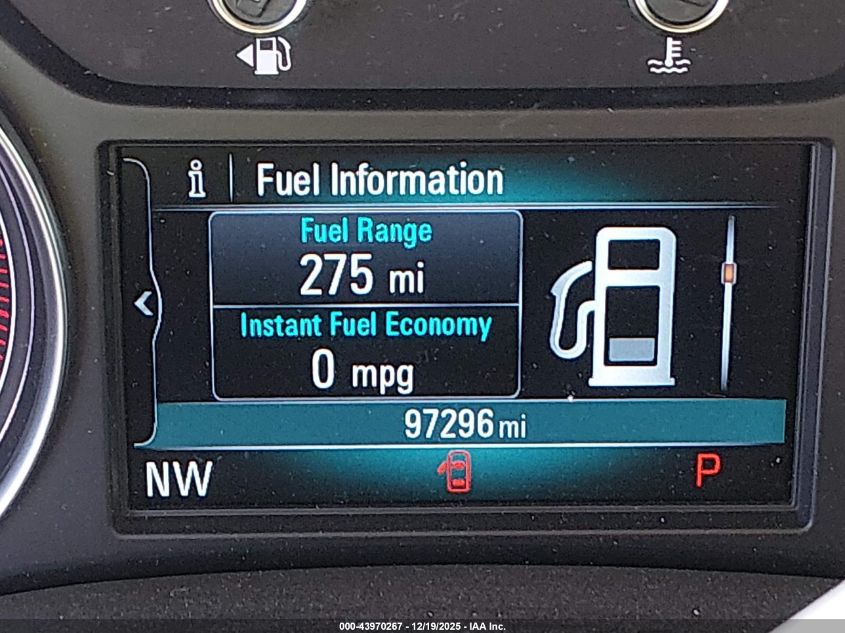 Fuel Information
Fuel Range
275 mi
Instant Fuel Economy
0 mpg
97296 mi
NW
P
000-43970267 - 12/19/2025 - IAA Inc.